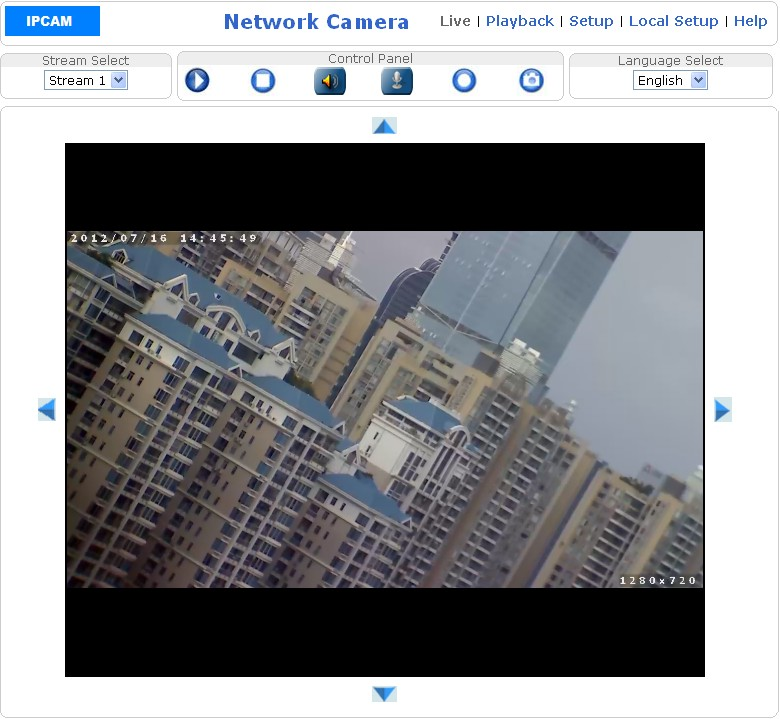 IPCAM
Network Camera
Live | Playback | Setup | Local Setup | Help
Stream Select
Stream 1
Control Panel
Language Select
English
2012/07/16 14:45:49
1280x720